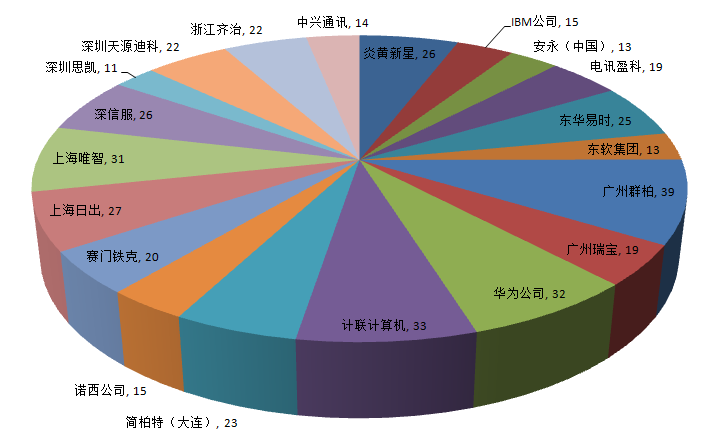 中兴通讯, 14
浙江齐治, 22
深圳天源迪科, 22
深圳思凯, 11
深信服, 26
上海唯智, 31
上海日出, 27
赛门铁克, 20
诺西公司, 15
简柏特（大连）, 23
计联计算机, 33
华为公司, 32
广州瑞宝, 19
广州群柏, 39
东软集团, 13
东华易时, 25
电讯盈科, 19
安永（中国）, 13
IBM公司, 15
炎黄新星, 26